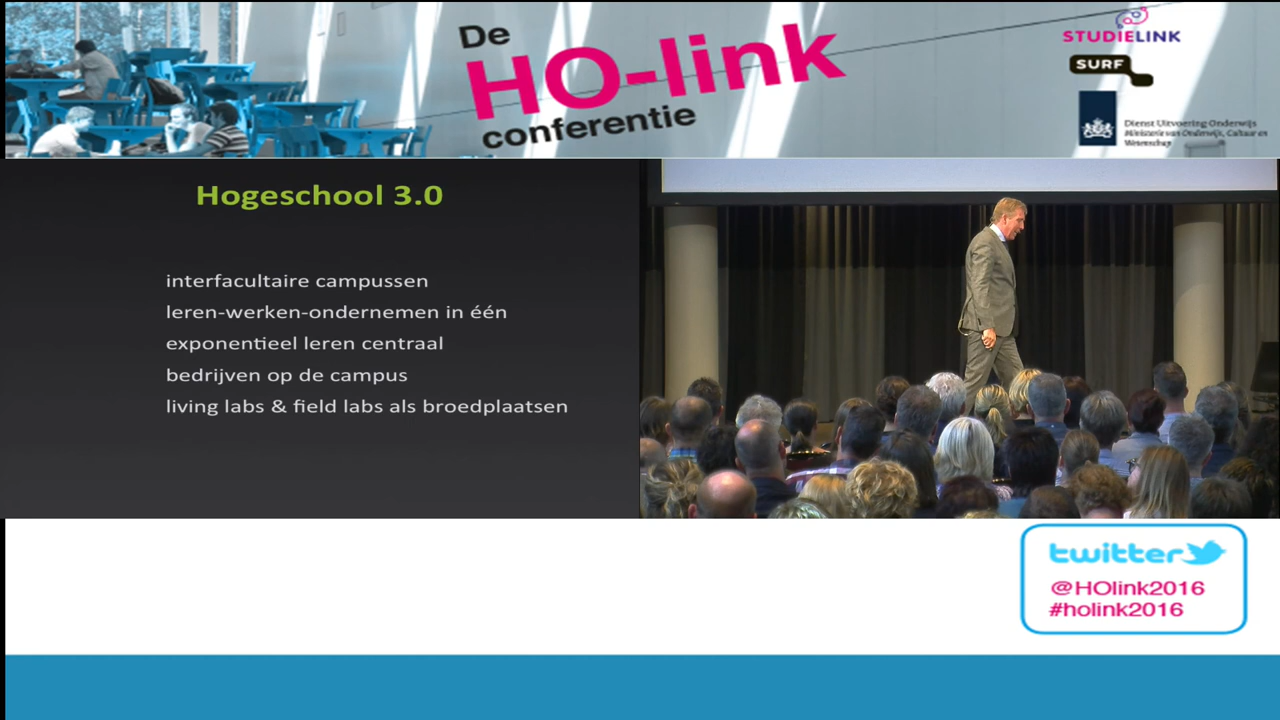 De
HO-link
conferentie
STUDIELINK
SURF
Dienst Uitvoering Onderwijs
Ministerie van Onderwijs, Cultuur en
Wetenschap
Hogeschool 3.0
interfacultaire campussen
leren-werken-ondernemen in één
exponentieel leren centraal
bedrijven op de campus
living labs & field labs als broedplaatsen
twitter
@HOlink2016
#holink2016